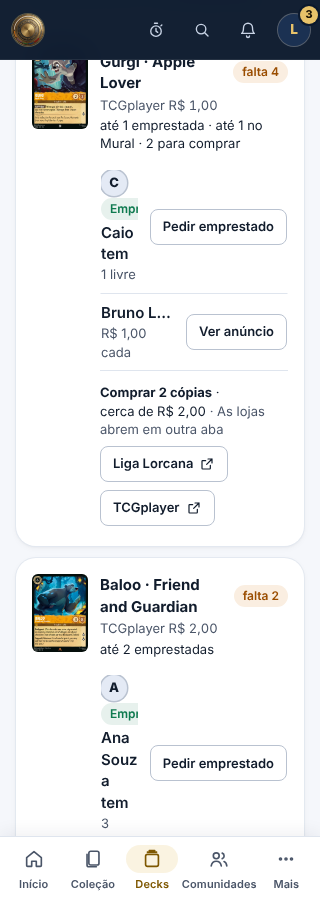 3
L
Gurgi · Apple
Lover
falta 4
TCGplayer R$ 1,00
até 1 emprestada · até 1 no
Mural · 2 para comprar
C
Empr
Caio
tem
1 livre
Pedir emprestado
Bruno L...
R$ 1,00
cada
Ver anúncio
Comprar 2 cópias ·
cerca de R$ 2,00 · As lojas
abrem em outra aba
Liga Lorcana
TCGplayer
Baloo · Friend
and Guardian
falta 2
TCGplayer R$ 2,00
até 2 emprestadas
A
Empr
Ana
Souz
a
tem
3
Pedir emprestado
Início
Coleção
Decks
Comunidades
Mais